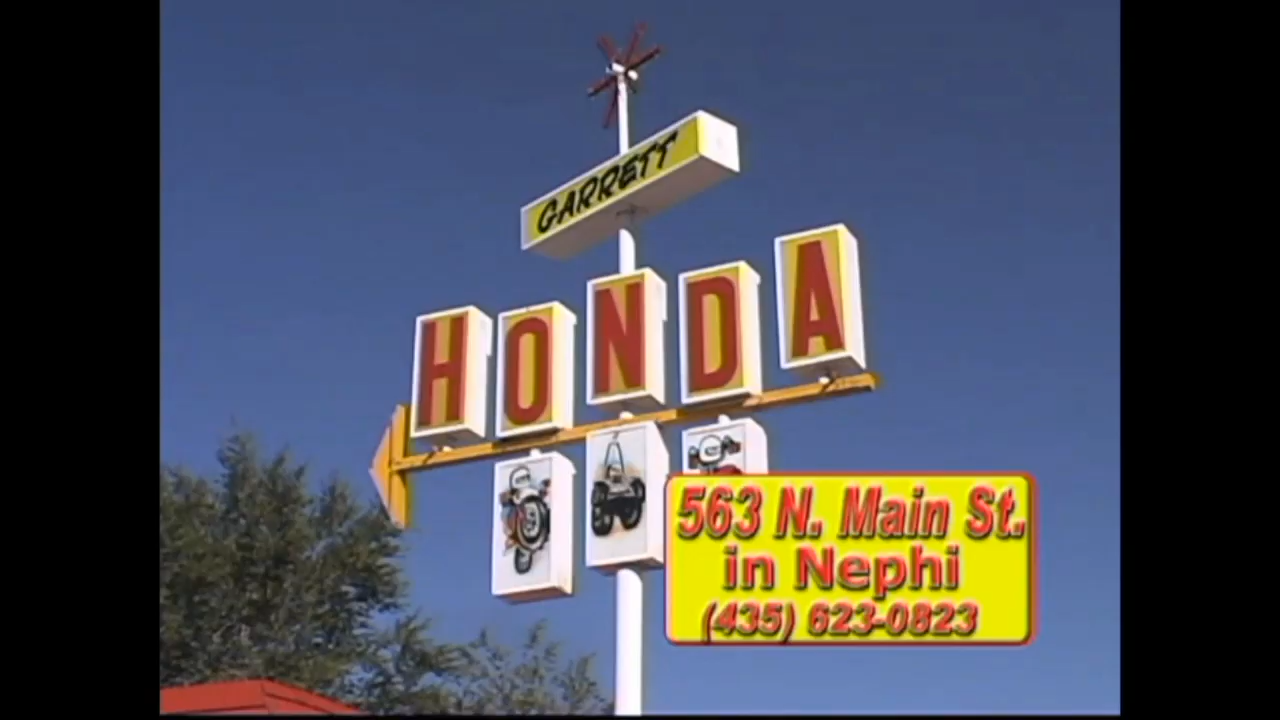 GARRETT
HONDA
563 N. Main St.
in Nephi
(435) 623-0823